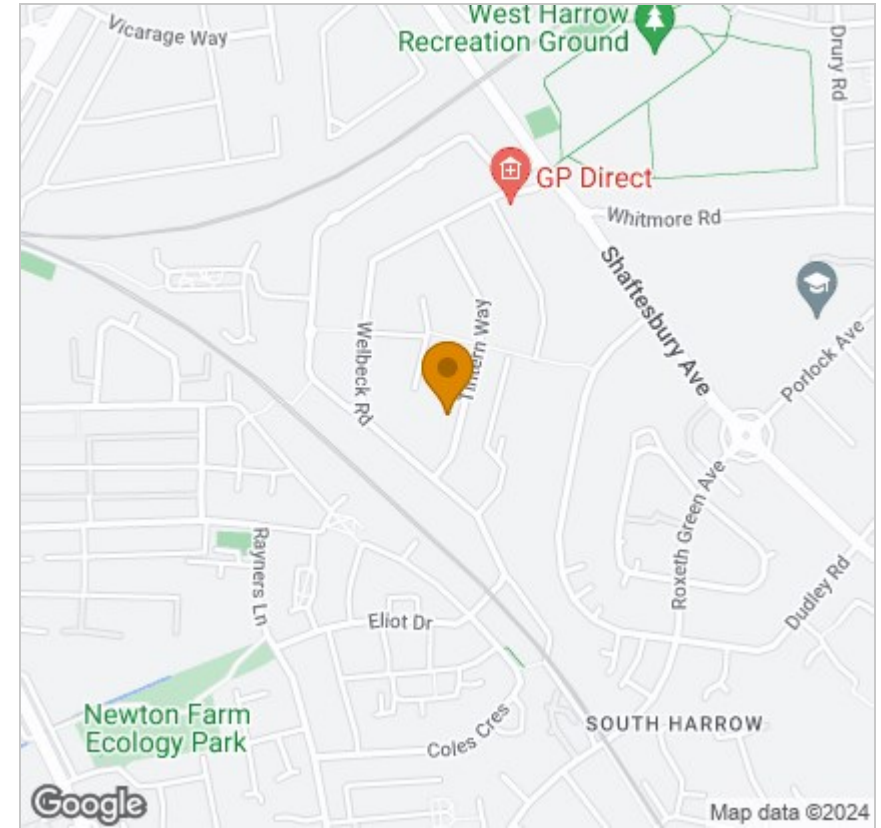 Vicarage Way
West Harrow
Recreation Ground
Drury Rd
GP Direct
Whitmore Rd
Shaftesbury Ave
Porlock Ave
Welbeck Rd
Tintern Way
Roxeth Green Ave
Rayners Ln
Dudley Rd
Eliot Dr
Newton Farm
Ecology Park
SOUTH HARROW
Coles Cres
Google
Map data ©2024